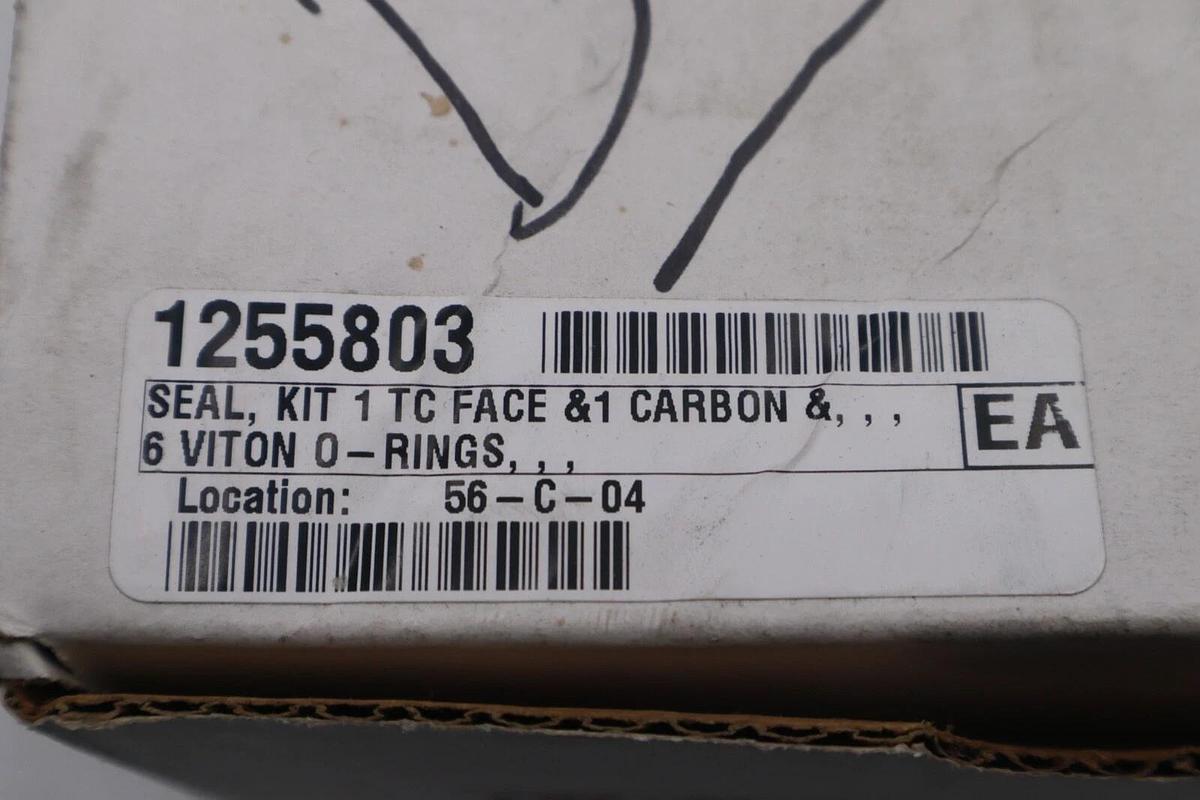 1255803
SEAL, KIT 1 TC FACE &1 CARBON &, , ,
6 VITON O-RINGS, , ,
EA
Location: 56-C-04